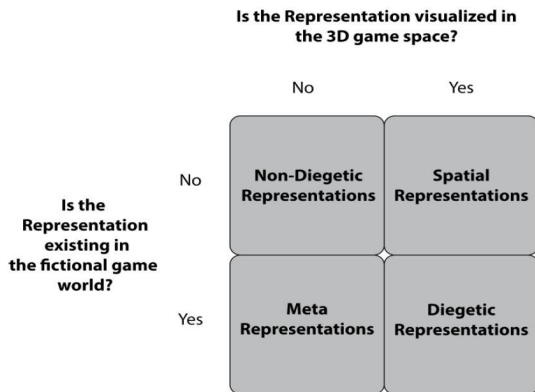 Is the Representation visualized in
the 3D game space?
No
Yes
No
Non-Diegetic
Representations
Spatial
Representations
Is the
Representation
existing in
the fictional game
world?
Yes
Meta
Representations
Diegetic
Representations